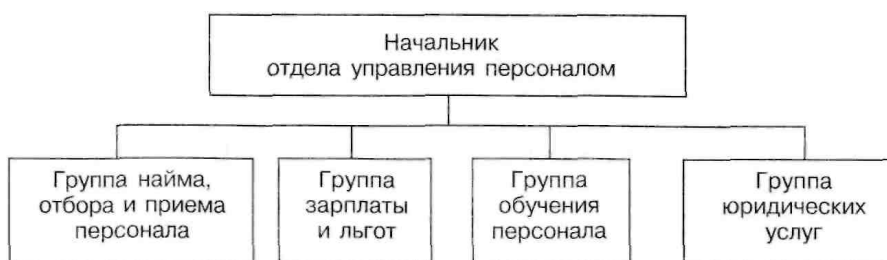 Начальник
отдела управления персоналом
Группа найма,
отбора и приема
персонала
Группа
зарплаты
и льгот
Группа
обучения
персонала
Группа
юридических
услуг